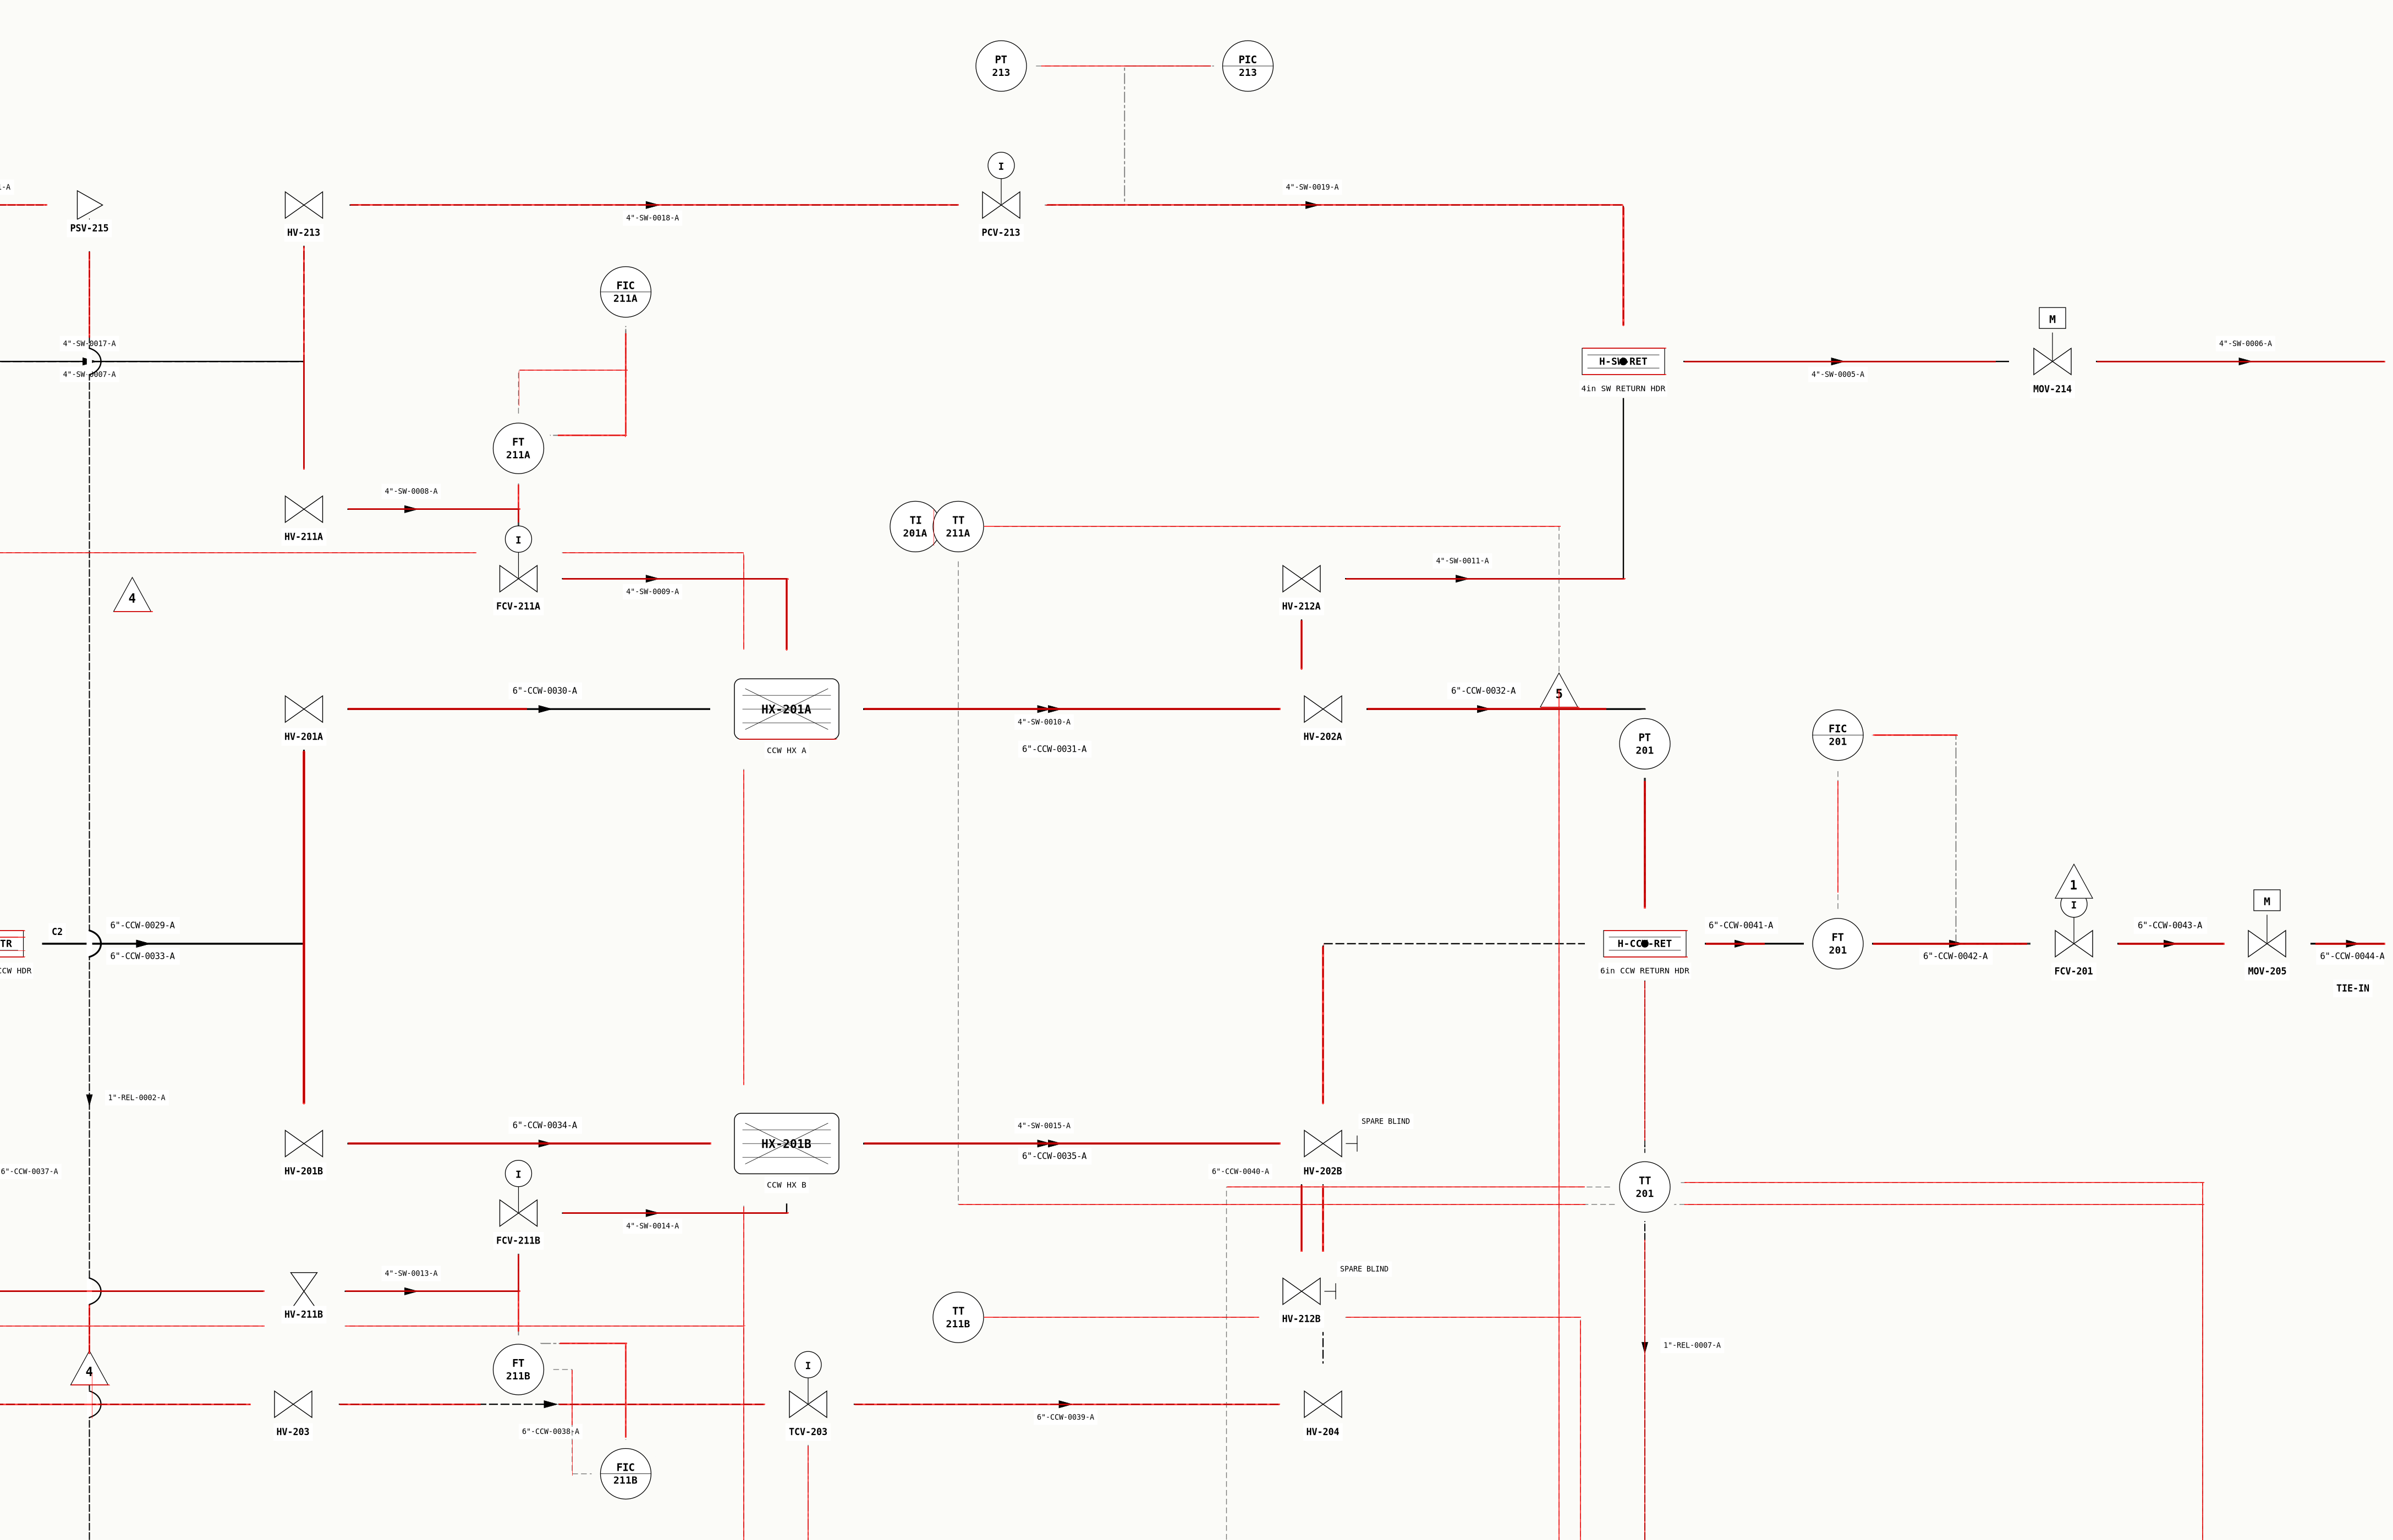 PT
213
PIC
213
I
-A
4"-SW-0019-A
PSV-215
HV-213
4"-SW-0018-A
PCV-213
FIC
211A
M
4"-SW-0017-A
4"-SW-0007-A
H-SW-RET
4in SW RETURN HDR
4"-SW-0005-A
MOV-214
4"-SW-0006-A
FT
211A
4"-SW-0008-A
HV-211A
I
TI
201A
TT
211A
4"-SW-0011-A
4
FCV-211A
4"-SW-0009-A
HV-212A
HV-201A
6"-CCW-0030-A
HX-201A
CCW HX A
4"-SW-0010-A
6"-CCW-0031-A
HV-202A
6"-CCW-0032-A
5
PT
201
FIC
201
1
I
M
TR
CCW HDR
C2
6"-CCW-0029-A
6"-CCW-0033-A
H-CCW-RET
6in CCW RETURN HDR
6"-CCW-0041-A
FT
201
6"-CCW-0042-A
FCV-201
6"-CCW-0043-A
MOV-205
6"-CCW-0044-A
TIE-IN
1"-REL-0002-A
6"-CCW-0037-A
HV-201B
6"-CCW-0034-A
HX-201B
CCW HX B
4"-SW-0015-A
6"-CCW-0035-A
SPARE BLIND
HV-202B
6"-CCW-0040-A
TT
201
I
FCV-211B
4"-SW-0014-A
4"-SW-0013-A
HV-211B
SPARE BLIND
HV-212B
TT
211B
1"-REL-0007-A
4
FT
211B
I
HV-203
6"-CCW-0038-A
TCV-203
6"-CCW-0039-A
HV-204
FIC
211B